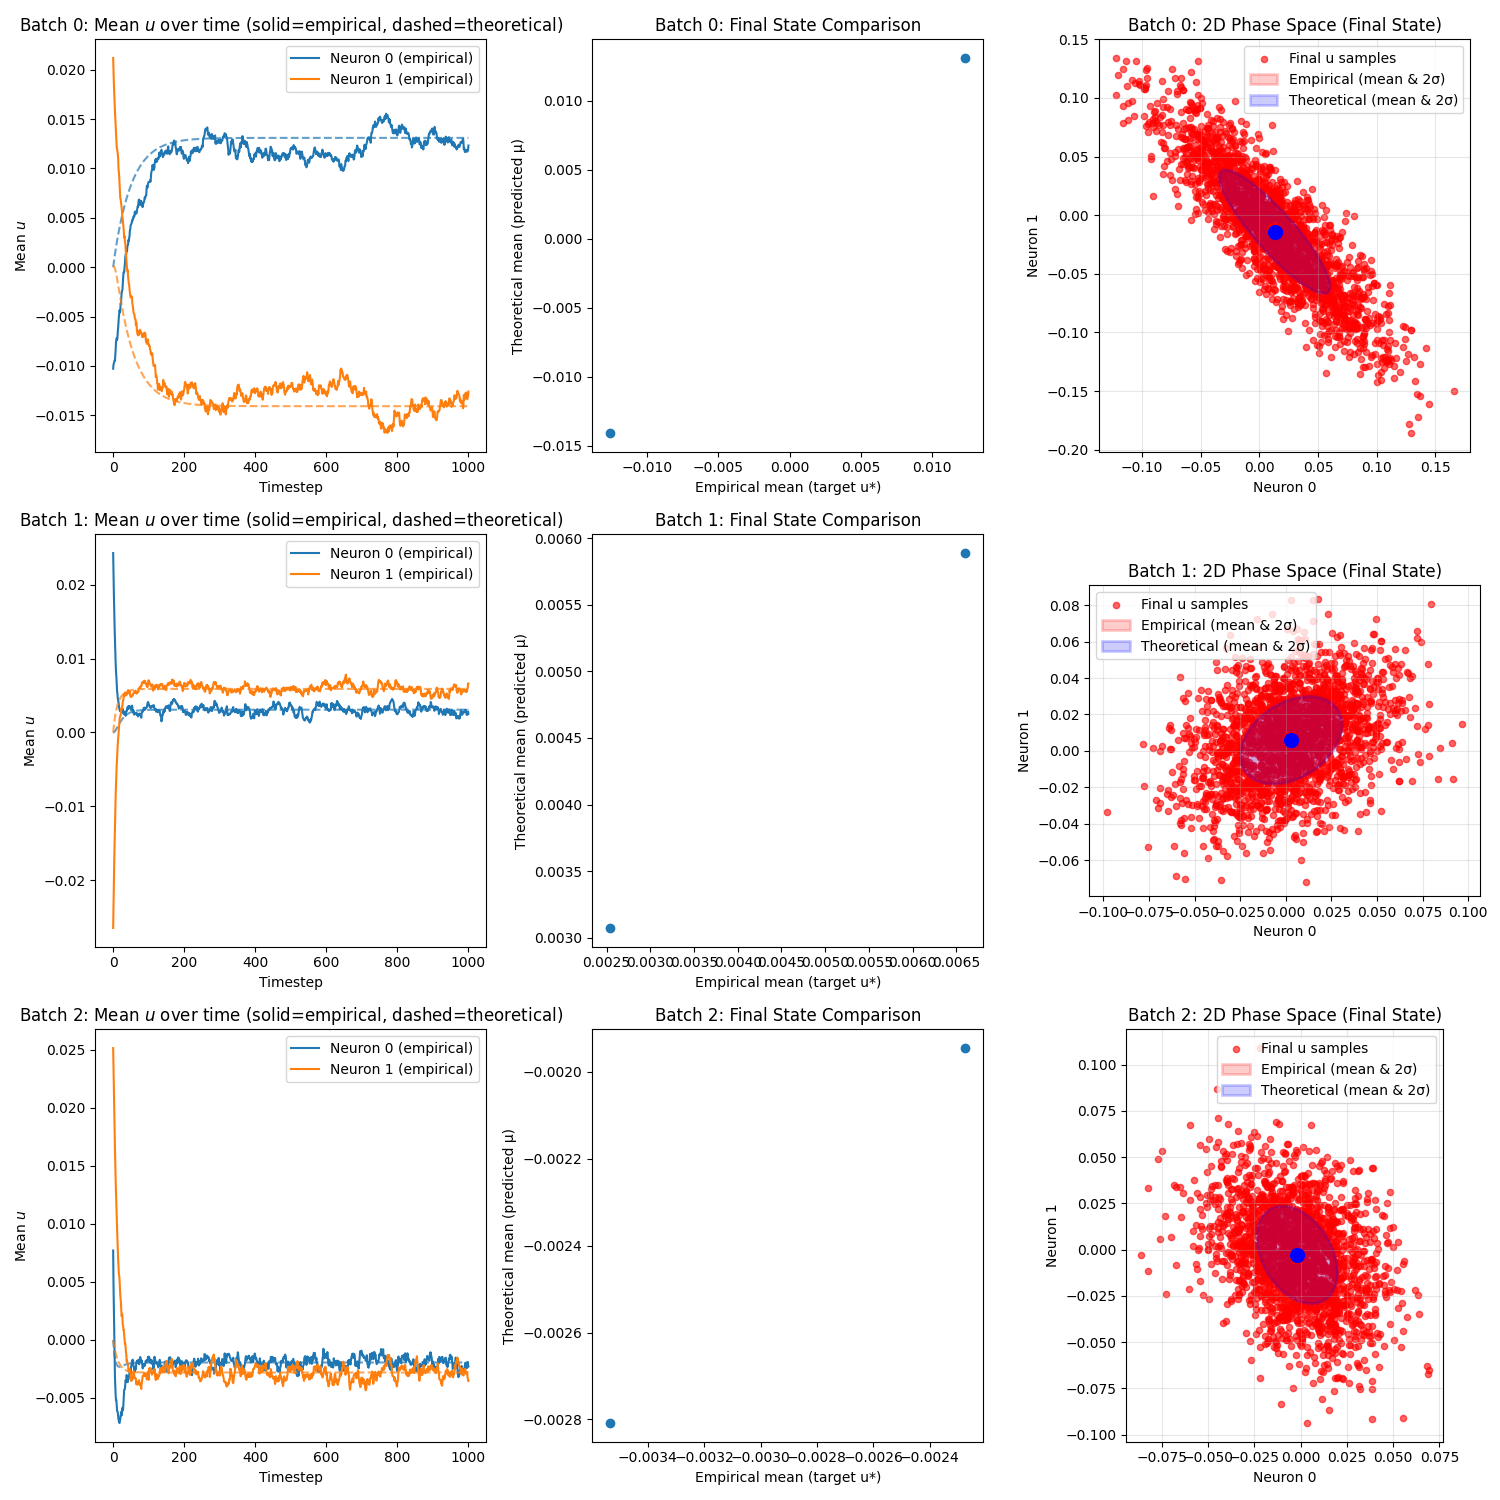 Batch 0: Mean u over time (solid=empirical, dashed=theoretical)
Neuron 0 (empirical)
Neuron 1 (empirical)
Mean u
0.020
0.015
0.010
0.005
0.000
−0.005
−0.010
−0.015
0 200 400 600 800 1000
Timestep
Batch 0: Final State Comparison
Theoretical mean (predicted μ)
0.010
0.005
0.000
−0.005
−0.010
−0.015
−0.010 −0.005 0.000 0.005 0.010
Empirical mean (target u*)
Batch 0: 2D Phase Space (Final State)
Final u samples
Empirical (mean & 2σ)
Theoretical (mean & 2σ)
Neuron 1
0.15
0.10
0.05
0.00
−0.05
−0.10
−0.15
−0.20
−0.10 −0.05 0.00 0.05 0.10 0.15
Neuron 0
Batch 1: Mean u over time (solid=empirical, dashed=theoretical)
Neuron 0 (empirical)
Neuron 1 (empirical)
Mean u
0.02
0.01
0.00
−0.01
−0.02
0 200 400 600 800 1000
Timestep
Batch 1: Final State Comparison
Theoretical mean (predicted μ)
0.0060
0.0055
0.0050
0.0045
0.0040
0.0035
0.0030
0.0025 0.0030 0.0035 0.0040 0.0045 0.0050 0.0055 0.0060 0.0065
Empirical mean (target u*)
Batch 1: 2D Phase Space (Final State)
Final u samples
Empirical (mean & 2σ)
Theoretical (mean & 2σ)
Neuron 1
0.08
0.06
0.04
0.02
0.00
−0.02
−0.04
−0.06
−0.100 −0.075 −0.050 −0.025 0.000 0.025 0.050 0.075 0.100
Neuron 0
Batch 2: Mean u over time (solid=empirical, dashed=theoretical)
Neuron 0 (empirical)
Neuron 1 (empirical)
Mean u
0.025
0.020
0.015
0.010
0.005
0.000
−0.005
0 200 400 600 800 1000
Timestep
Batch 2: Final State Comparison
Theoretical mean (predicted μ)
−0.0020
−0.0022
−0.0024
−0.0026
−0.0028
−0.0034 −0.0032 −0.0030 −0.0028 −0.0026 −0.0024
Empirical mean (target u*)
Batch 2: 2D Phase Space (Final State)
Final u samples
Empirical (mean & 2σ)
Theoretical (mean & 2σ)
Neuron 1
0.100
0.075
0.050
0.025
0.000
−0.025
−0.050
−0.075
−0.100
−0.075 −0.050 −0.025 0.000 0.025 0.050 0.075
Neuron 0